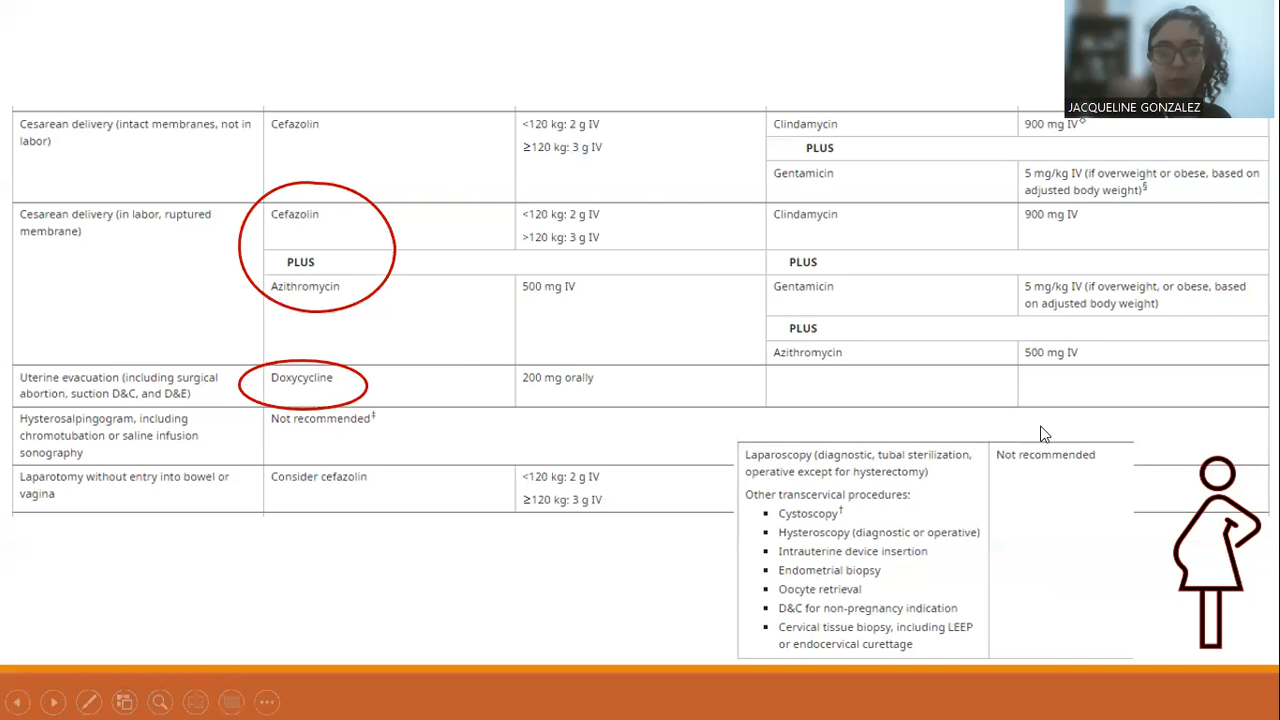 JACQUELINE GONZALEZ
Cesarean delivery (intact membranes, not in
labor)
Cefazolin
<120 kg: 2 g IV
≥120 kg: 3 g IV
Clindamycin
900 mg IV◊
PLUS
Gentamicin
5 mg/kg IV (if overweight or obese, based on
adjusted body weight)§
Cesarean delivery (in labor, ruptured
membrane)
Cefazolin
<120 kg: 2 g IV
>120 kg: 3 g IV
Clindamycin
900 mg IV
PLUS
PLUS
Azithromycin
500 mg IV
Gentamicin
5 mg/kg IV (if overweight, or obese, based
on adjusted body weight)
PLUS
Azithromycin
500 mg IV
Uterine evacuation (including surgical
abortion, suction D&C, and D&E)
Doxycycline
200 mg orally
Hysterosalpingogram, including
chromotubation or saline infusion
sonography
Not recommended‡
Laparotomy without entry into bowel or
vagina
Consider cefazolin
<120 kg: 2 g IV
≥120 kg: 3 g IV
Laparoscopy (diagnostic, tubal sterilization,
operative except for hysterectomy)
Not recommended
Other transcervical procedures:
▪ Cystoscopy†
▪ Hysteroscopy (diagnostic or operative)
▪ Intrauterine device insertion
▪ Endometrial biopsy
▪ Oocyte retrieval
▪ D&C for non-pregnancy indication
▪ Cervical tissue biopsy, including LEEP
or endocervical curettage